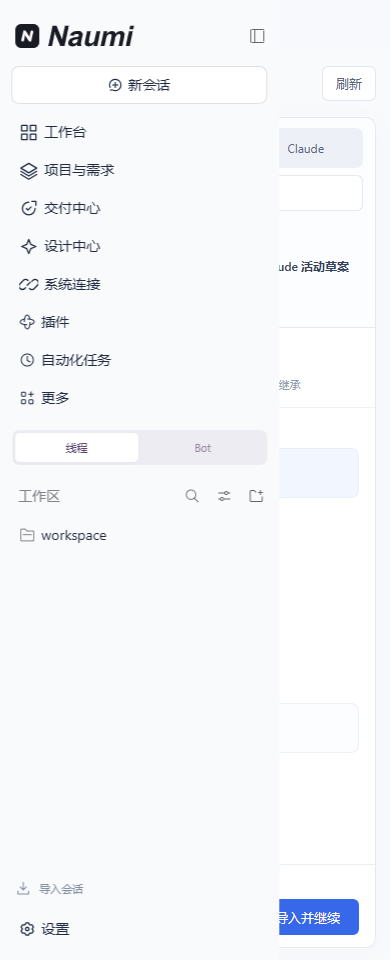 Naumi
新会话
刷新
工作台
Claude
项目与需求
交付中心
设计中心
ude 活动草案
系统连接
插件
自动化任务
继承
更多
线程
Bot
工作区
workspace
导入会话
导入并继续
设置